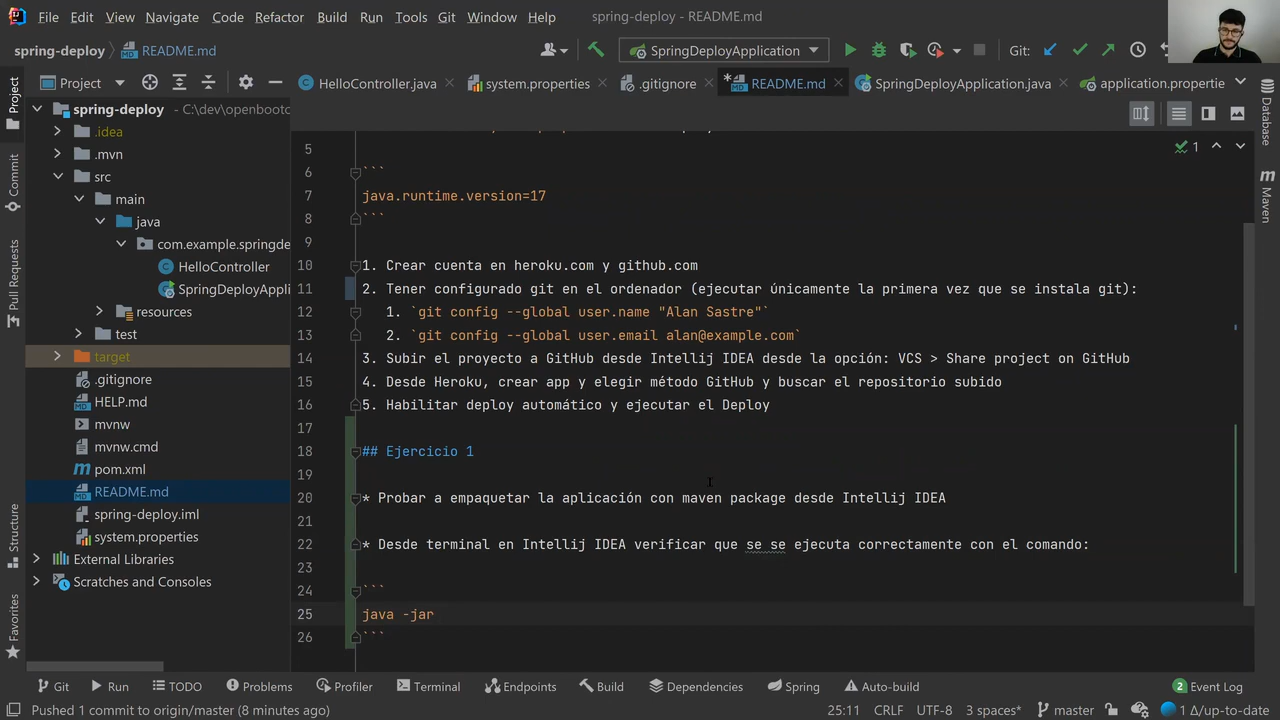 File Edit View Navigate Code Refactor Build Run Tools Git Window Help spring-deploy - README.md
spring-deploy README.md SpringDeployApplication Git:
Project HelloController.java system.properties .gitignore *README.md SpringDeployApplication.java application.propertie
spring-deploy C:\dev\openbootc
.idea
.mvn
src
main
java
com.example.springde
HelloController
SpringDeployAppli
resources
test
target
.gitignore
HELP.md
mvnw
mvnw.cmd
pom.xml
README.md
spring-deploy.iml
system.properties
External Libraries
Scratches and Consoles
Project
Commit
Pull Requests
Structure
Favorites
1
5
6 ```
7 java.runtime.version=17
8 ```
9
10 1. Crear cuenta en heroku.com y github.com
11 2. Tener configurado git en el ordenador (ejecutar únicamente la primera vez que se instala git):
12 1. `git config --global user.name "Alan Sastre"`
13 2. `git config --global user.email alan@example.com`
14 3. Subir el proyecto a GitHub desde Intellij IDEA desde la opción: VCS > Share project on GitHub
15 4. Desde Heroku, crear app y elegir método GitHub y buscar el repositorio subido
16 5. Habilitar deploy automático y ejecutar el Deploy
17
18 ## Ejercicio 1
19
20 * Probar a empaquetar la aplicación con maven package desde Intellij IDEA
21
22 * Desde terminal en Intellij IDEA verificar que se se ejecuta correctamente con el comando:
23
24 ```
25 java -jar
26 ```
Database
Maven
Git Run TODO Problems Profiler Terminal Endpoints Build Dependencies Spring Auto-build 2 Event Log
Pushed 1 commit to origin/master (8 minutes ago) 25:11 CRLF UTF-8 3 spaces* master 1 Δ/up-to-date